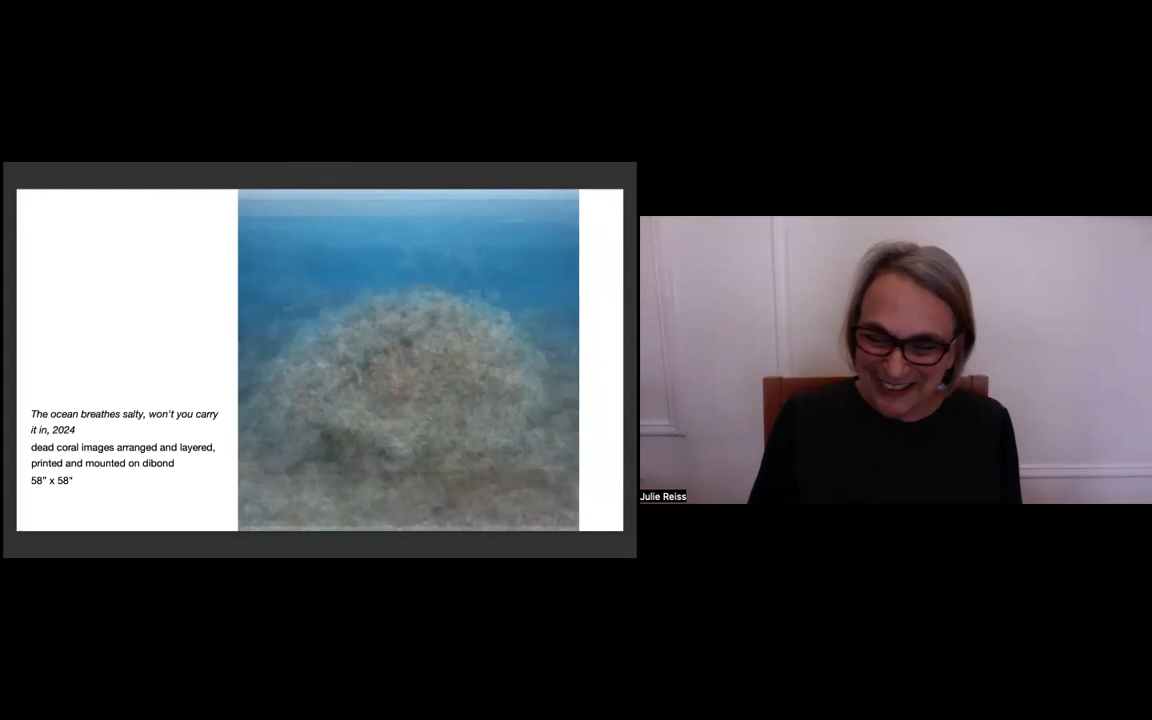 The ocean breathes salty, won't you carry
it in, 2024
dead coral images arranged and layered,
printed and mounted on dibond
58" x 58"
Julie Reiss